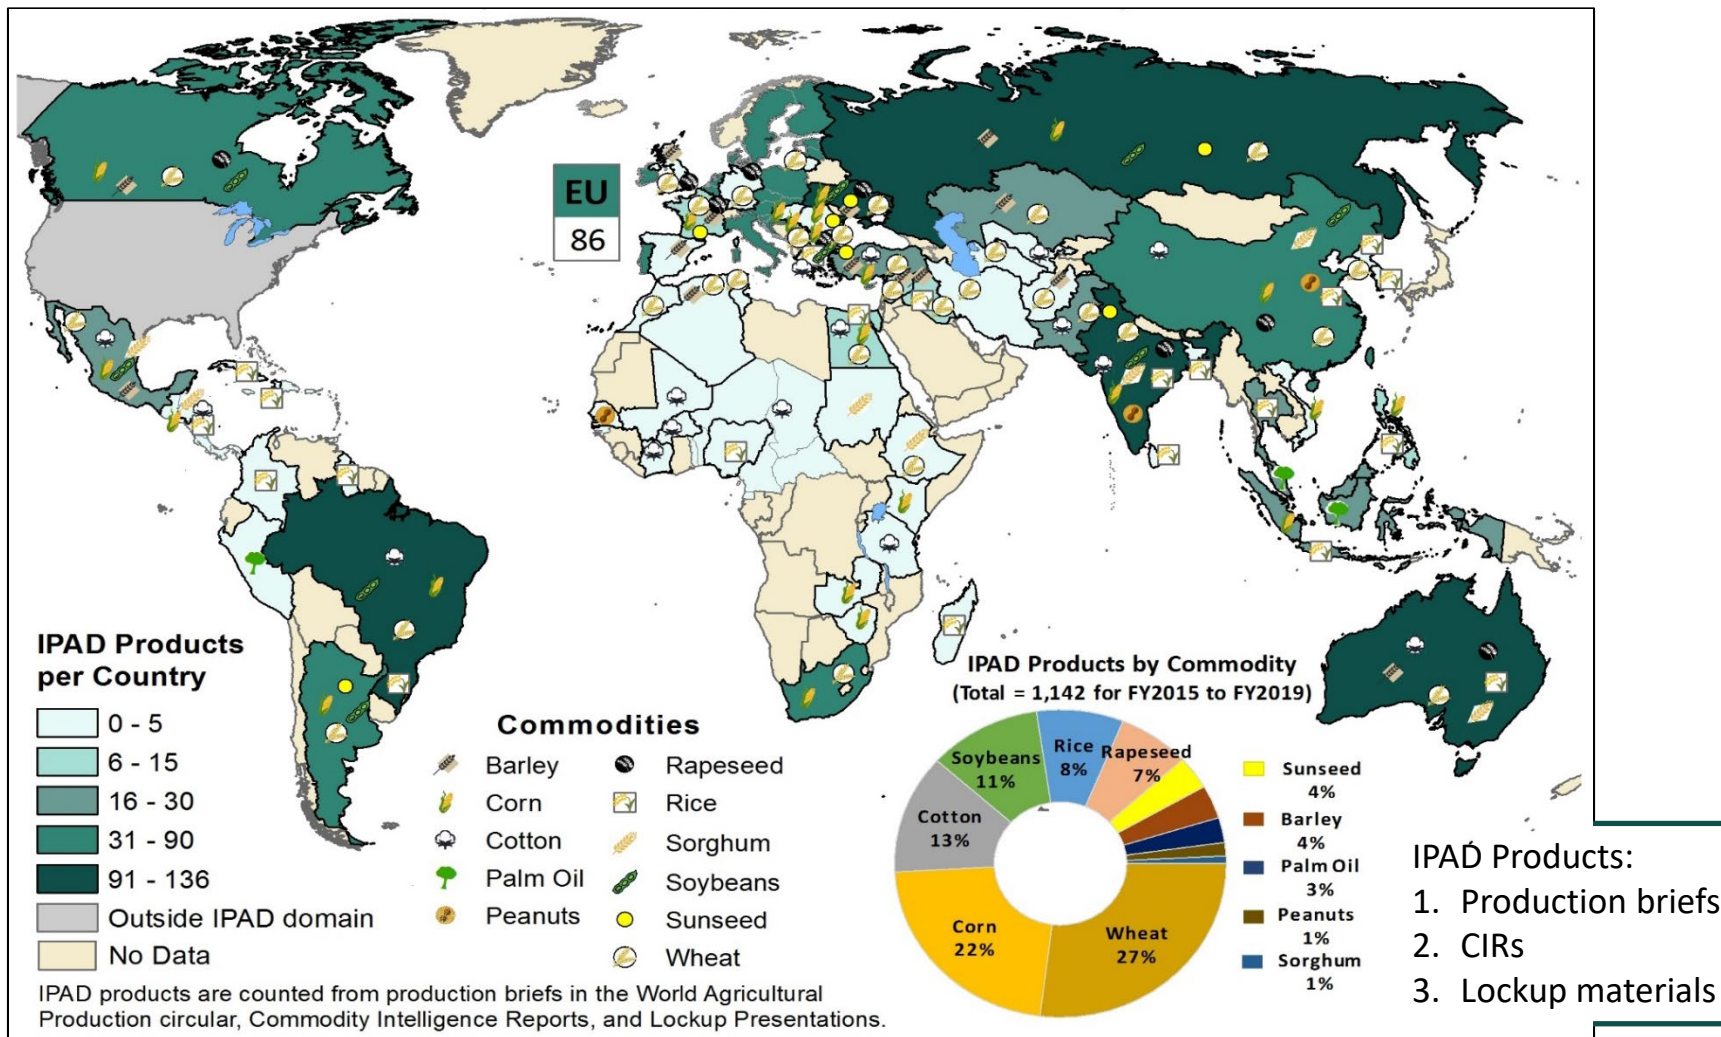 EU
86
IPAD Products
per Country
0 - 5
6 - 15
16 - 30
31 - 90
91 - 136
Outside IPAD domain
No Data
Commodities
Barley
Corn
Cotton
Palm Oil
Peanuts
Rapeseed
Rice
Sorghum
Soybeans
Sunseed
Wheat
IPAD products are counted from production briefs in the World Agricultural
Production circular, Commodity Intelligence Reports, and Lockup Presentations.
IPAD Products by Commodity
(Total = 1,142 for FY2015 to FY2019)
Soybeans
11%
Rice
8%
Rapeseed
7%
Cotton
13%
Corn
22%
Wheat
27%
Sunseed
4%
Barley
4%
Palm Oil
3%
Peanuts
1%
Sorghum
1%
IPAD Products:
1. Production briefs
2. CIRs
3. Lockup materials